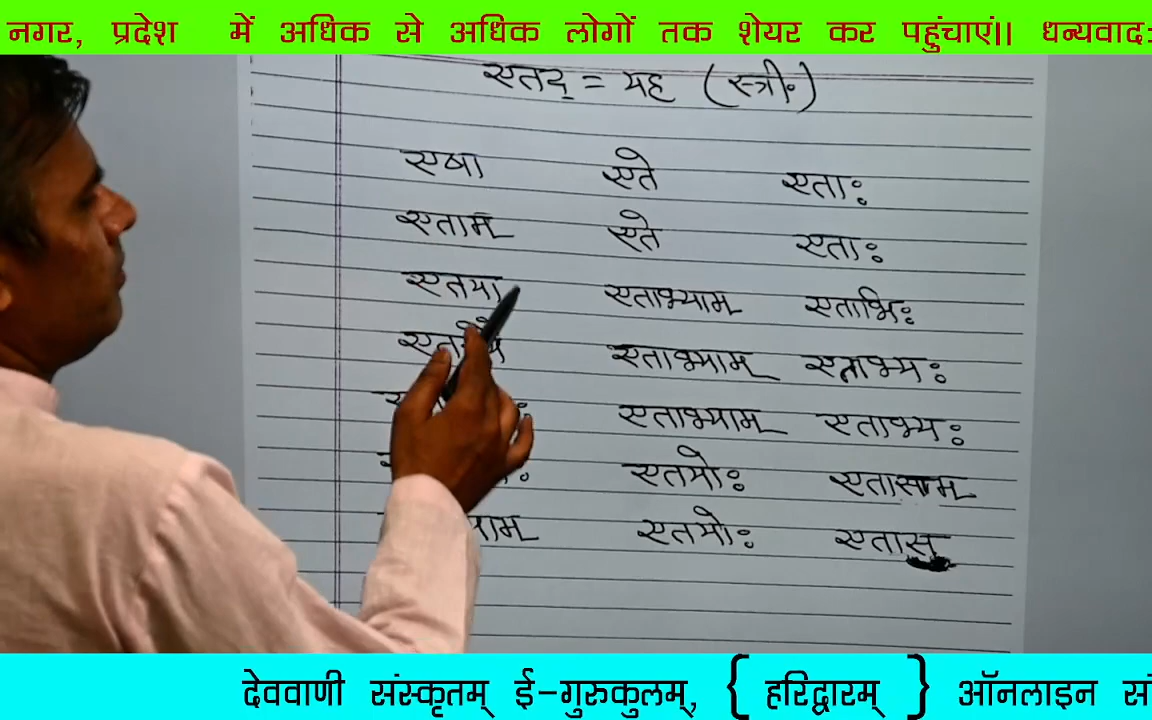 नगर, प्रदेश में अधिक से अधिक लोगों तक शेयर कर पहुंचाएं।। धन्यवाद:
एतद् = यह (स्त्री॰)
एषा एते एताः
एताम् एते एताः
एतया एताभ्याम् एताभिः
एताभ्याम् एताभ्यः
एताभ्याम् एताभ्यः
एतयोः एतासाम्
एतयोः एतासु
देववाणी संस्कृतम् ई-गुरुकुलम्, { हरिद्वारम् } ऑनलाइन सं